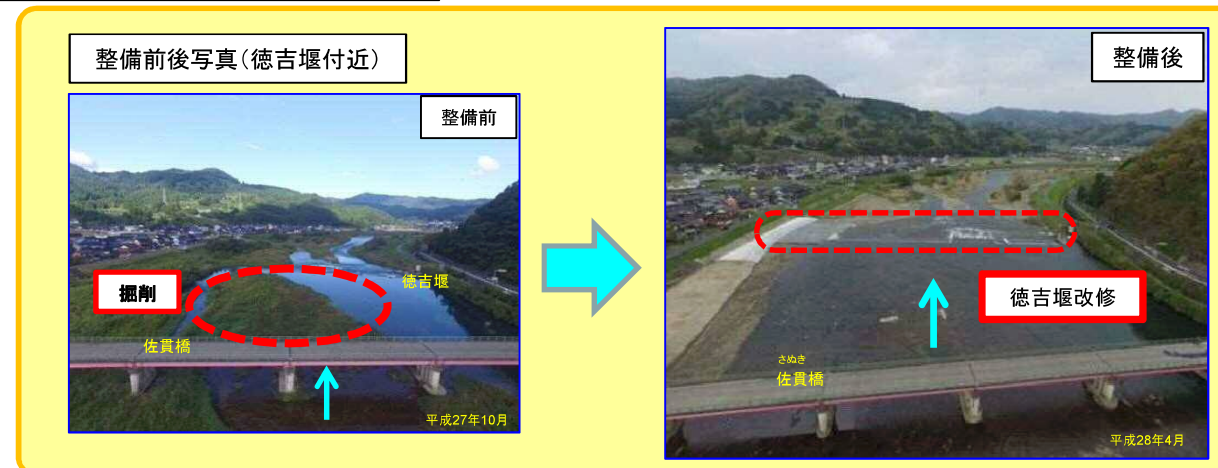 整備前後写真(徳吉堰付近)
整備前
掘削
徳吉堰
佐貫橋
平成27年10月
整備後
徳吉堰改修
さぬき
佐貫橋
平成28年4月